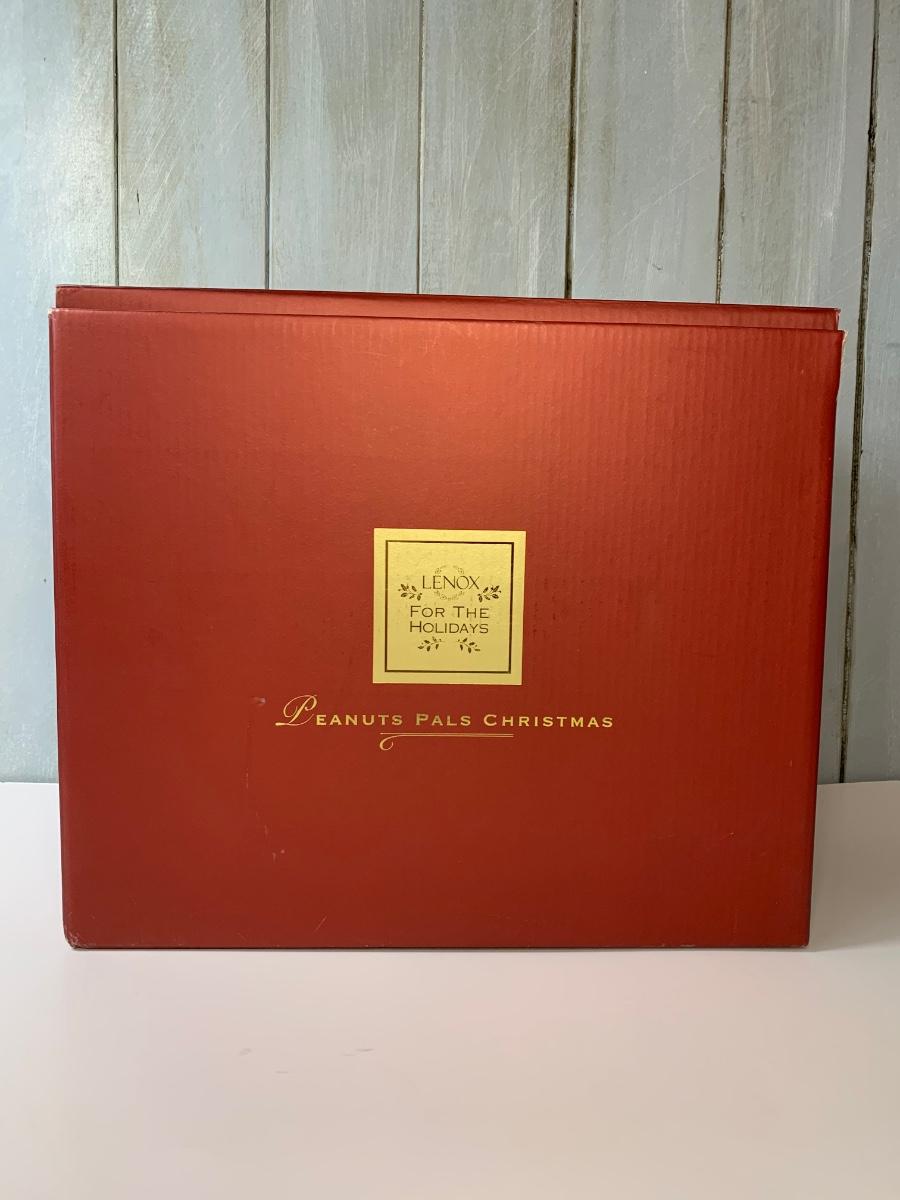 LENOX
FOR THE
HOLIDAYS
PEANUTS PALS CHRISTMAS